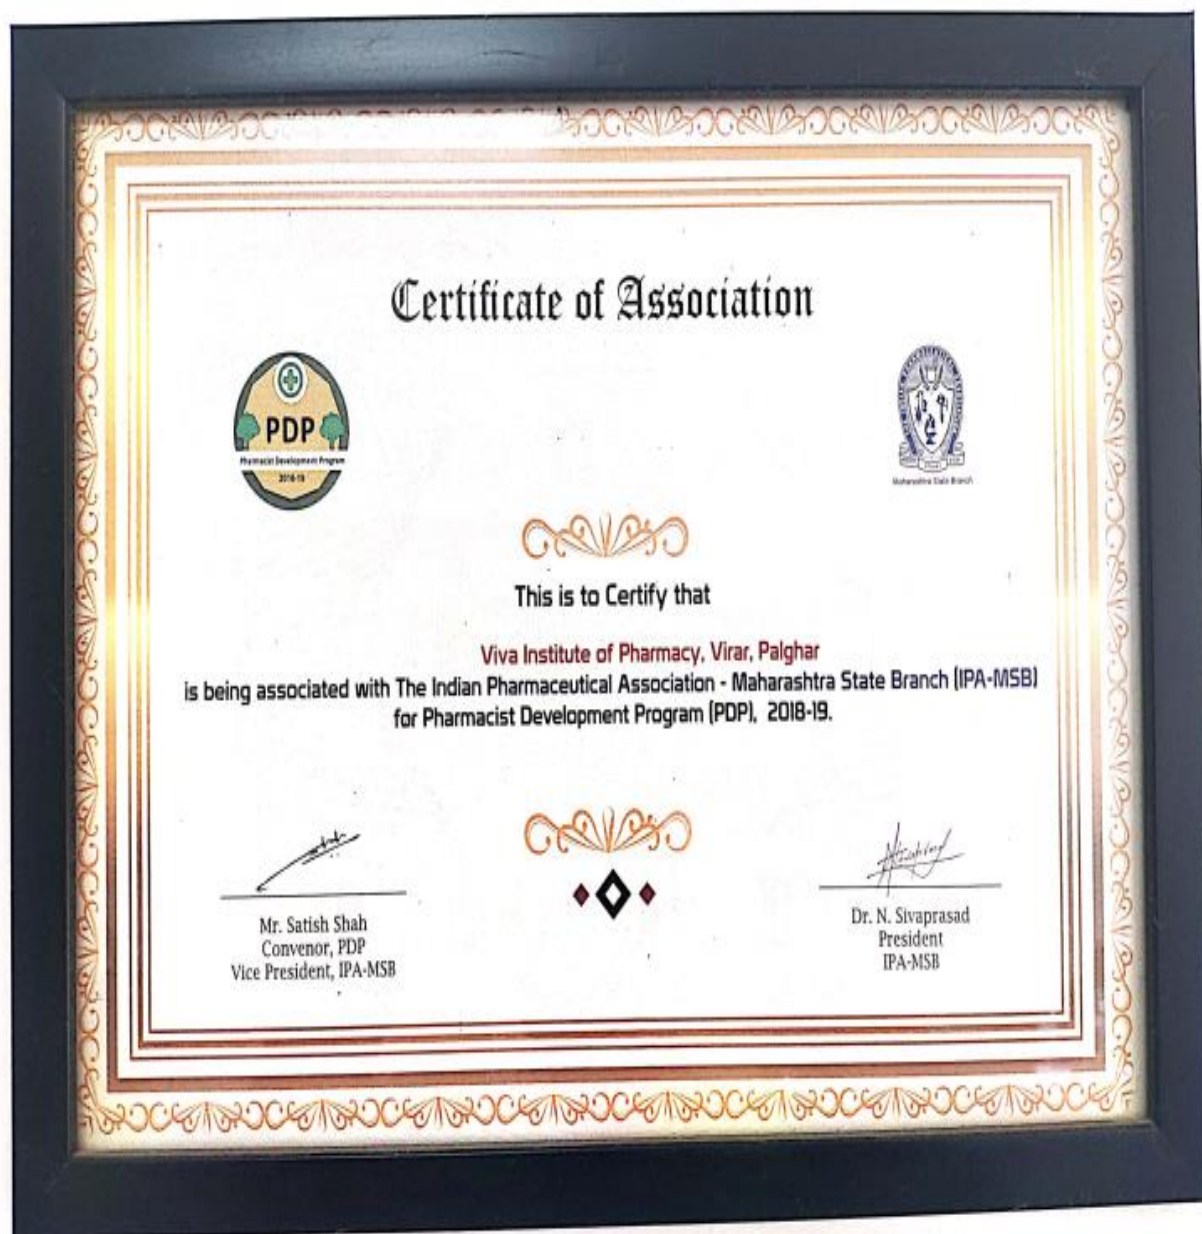 Certificate of Association
PDP
Pharmacist Development Program
2018-19
Maharashtra State Branch
This is to Certify that
Viva Institute of Pharmacy, Virar, Palghar
is being associated with The Indian Pharmaceutical Association - Maharashtra State Branch (IPA-MSB)
for Pharmacist Development Program (PDP), 2018-19.
Mr. Satish Shah
Convenor, PDP
Vice President, IPA-MSB
Dr. N. Sivaprasad
President
IPA-MSB